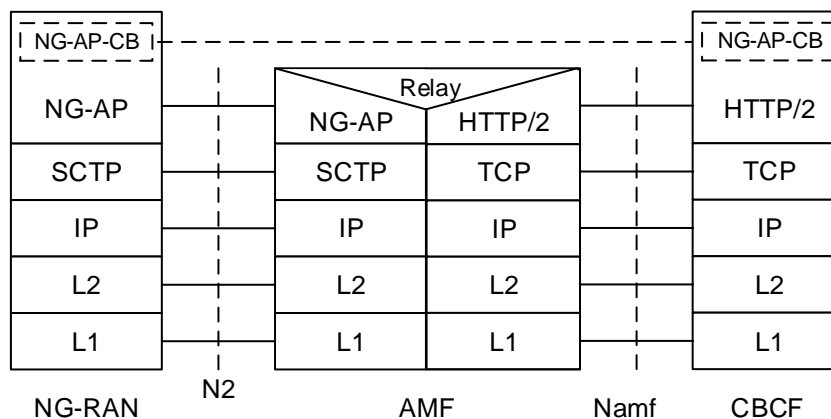 NG-AP-CB NG-AP-CB
Relay
NG-AP NG-AP HTTP/2 HTTP/2
SCTP SCTP TCP TCP
IP IP IP IP
L2 L2 L2 L2
L1 L1 L1 L1
NG-RAN N2 AMF Namf CBCF